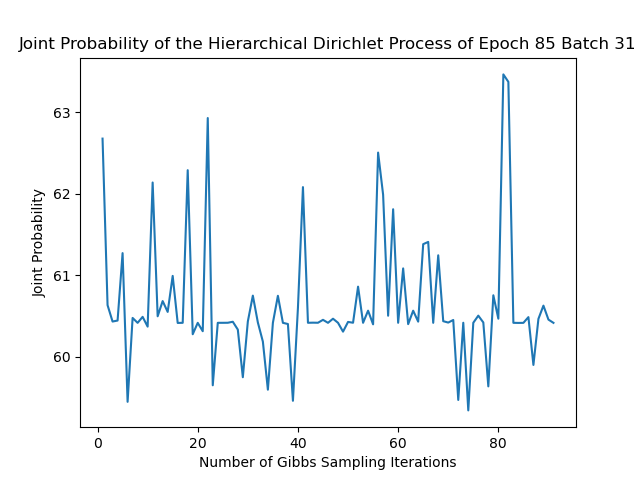 Joint Probability of the Hierarchical Dirichlet Process of Epoch 85 Batch 31
63
62
61
60
Joint Probability
0 20 40 60 80
Number of Gibbs Sampling Iterations